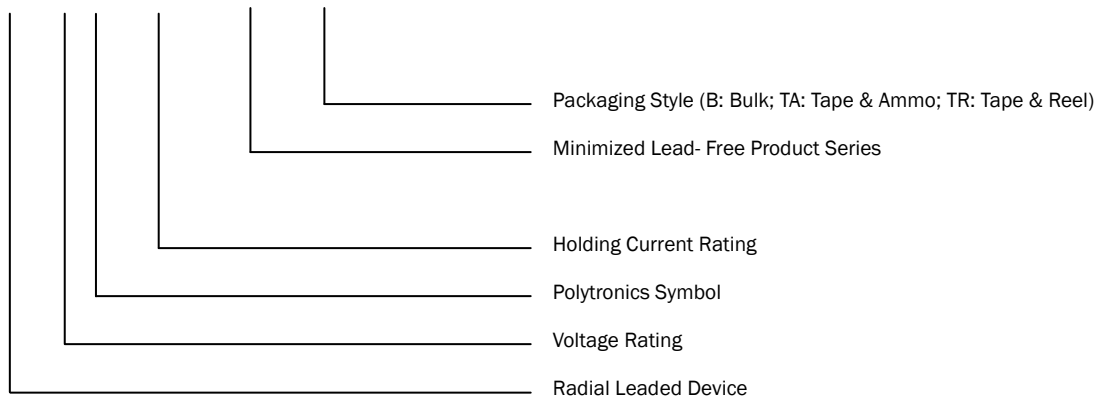 Packaging Style (B: Bulk; TA: Tape & Ammo; TR: Tape & Reel)
Minimized Lead- Free Product Series
Holding Current Rating
Polytronics Symbol
Voltage Rating
Radial Leaded Device